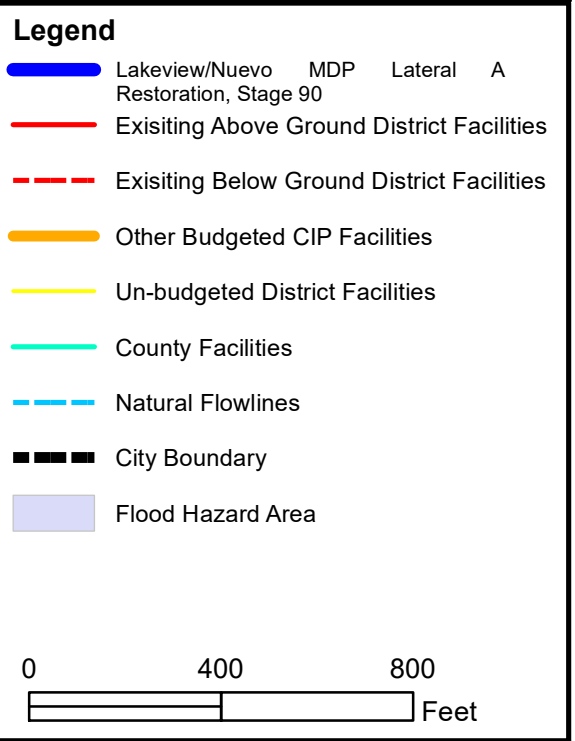 Legend
Lakeview/Nuevo MDP Lateral A
Restoration, Stage 90
Exisiting Above Ground District Facilities
Exisiting Below Ground District Facilities
Other Budgeted CIP Facilities
Un-budgeted District Facilities
County Facilities
Natural Flowlines
City Boundary
Flood Hazard Area
0 400 800
Feet